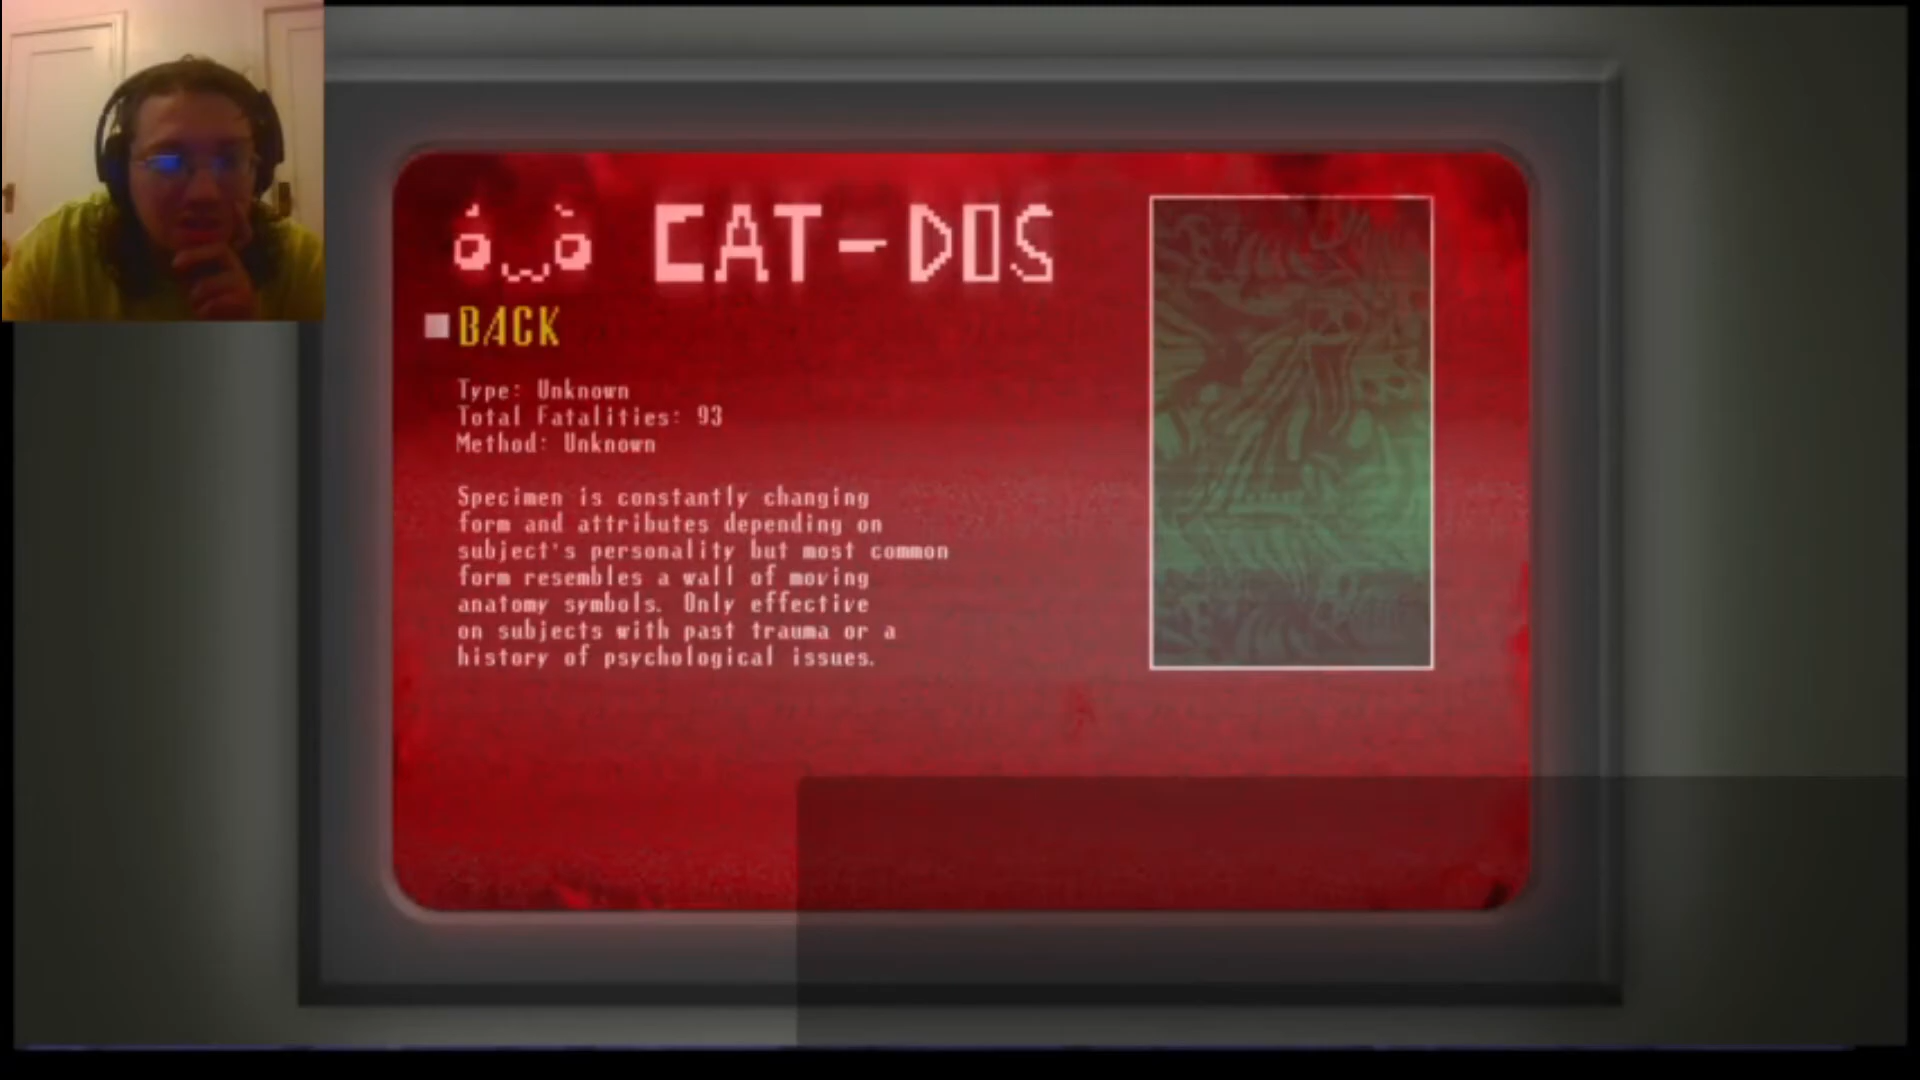 CAT-DOS
BACK
Type: Unknown
Total Fatalities: 93
Method: Unknown
Specimen is constantly changing
form and attributes depending on
subject's personality but most common
form resembles a wall of moving
anatomy symbols. Only effective
on subjects with past trauma or a
history of psychological issues.